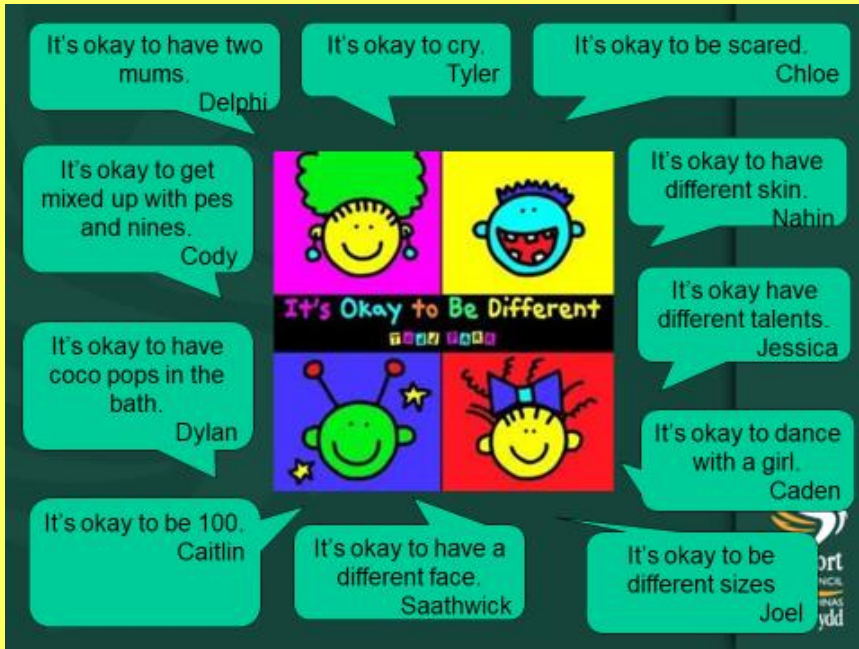 It's okay to have two
mums.
Delphi
It's okay to cry.
Tyler
It's okay to be scared.
Chloe
It's okay to get
mixed up with pes
and nines.
Cody
It's okay to have
different skin.
Nahin
It's Okay to Be Different
Todd PARR
It's okay have
different talents.
Jessica
It's okay to have
coco pops in the
bath.
Dylan
It's okay to dance
with a girl.
Caden
It's okay to be 100.
Caitlin
It's okay to have a
different face.
Saathwick
It's okay to be
different sizes
Joel
ort
NCIL
INAS
ydd